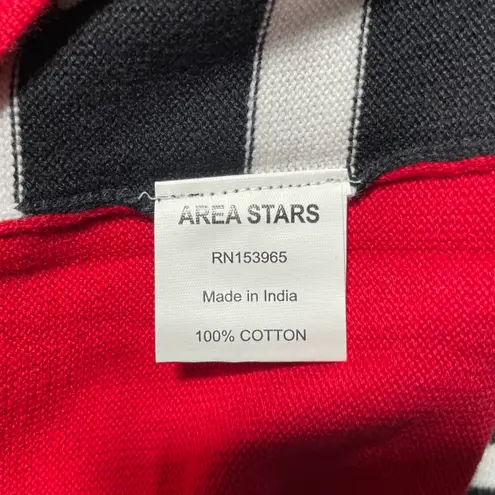 AREA STARS
RN153965
Made in India
100% COTTON